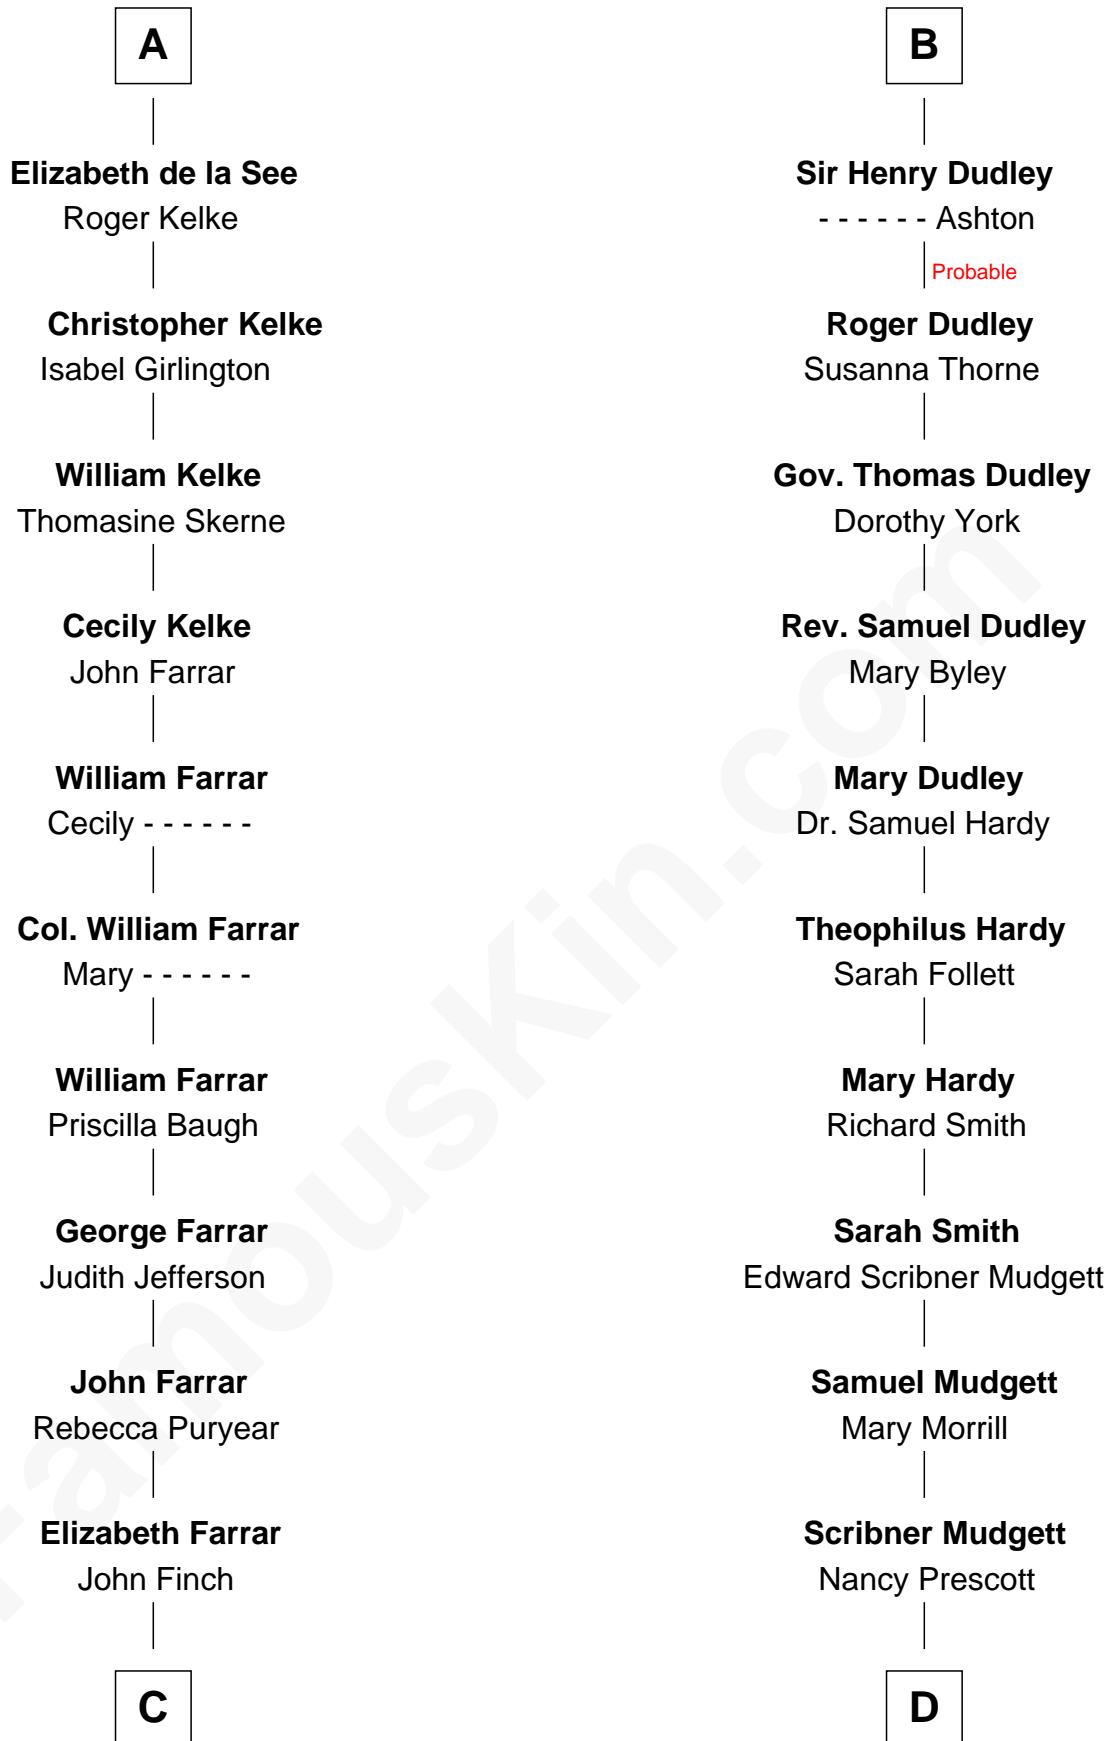 A
Elizabeth de la See
Roger Kelke
Christopher Kelke
Isabel Girlington
William Kelke
Thomasine Skerne
Cecily Kelke
John Farrar
William Farrar
Cecily - - - - - -
Col. William Farrar
Mary - - - - - -
William Farrar
Priscilla Baugh
George Farrar
Judith Jefferson
John Farrar
Rebecca Puryear
Elizabeth Farrar
John Finch
C
B
Sir Henry Dudley
- - - - - - Ashton
Probable
Roger Dudley
Susanna Thorne
Gov. Thomas Dudley
Dorothy York
Rev. Samuel Dudley
Mary Byley
Mary Dudley
Dr. Samuel Hardy
Theophilus Hardy
Sarah Follett
Mary Hardy
Richard Smith
Sarah Smith
Edward Scribner Mudgett
Samuel Mudgett
Mary Morrill
Scribner Mudgett
Nancy Prescott
D
FamousKin.com